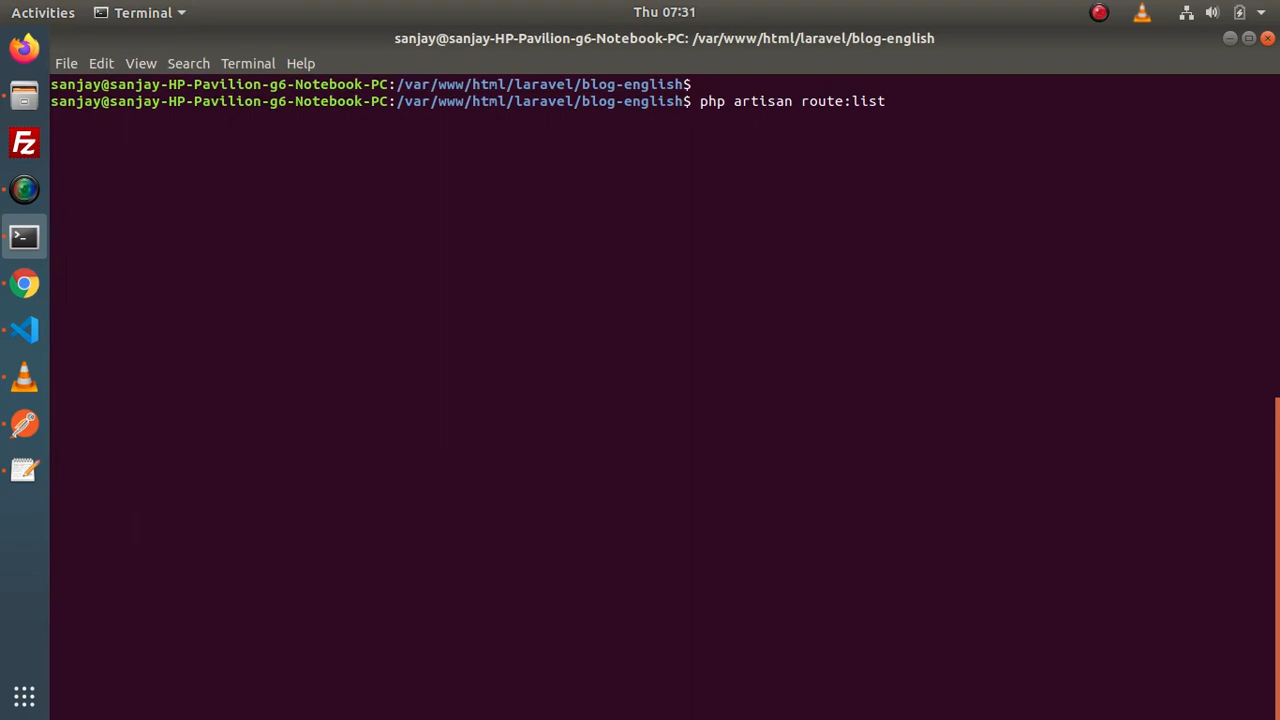 Activities Terminal Thu 07:31
sanjay@sanjay-HP-Pavilion-g6-Notebook-PC: /var/www/html/laravel/blog-english
File Edit View Search Terminal Help
sanjay@sanjay-HP-Pavilion-g6-Notebook-PC:/var/www/html/laravel/blog-english$
sanjay@sanjay-HP-Pavilion-g6-Notebook-PC:/var/www/html/laravel/blog-english$ php artisan route:list
Fz